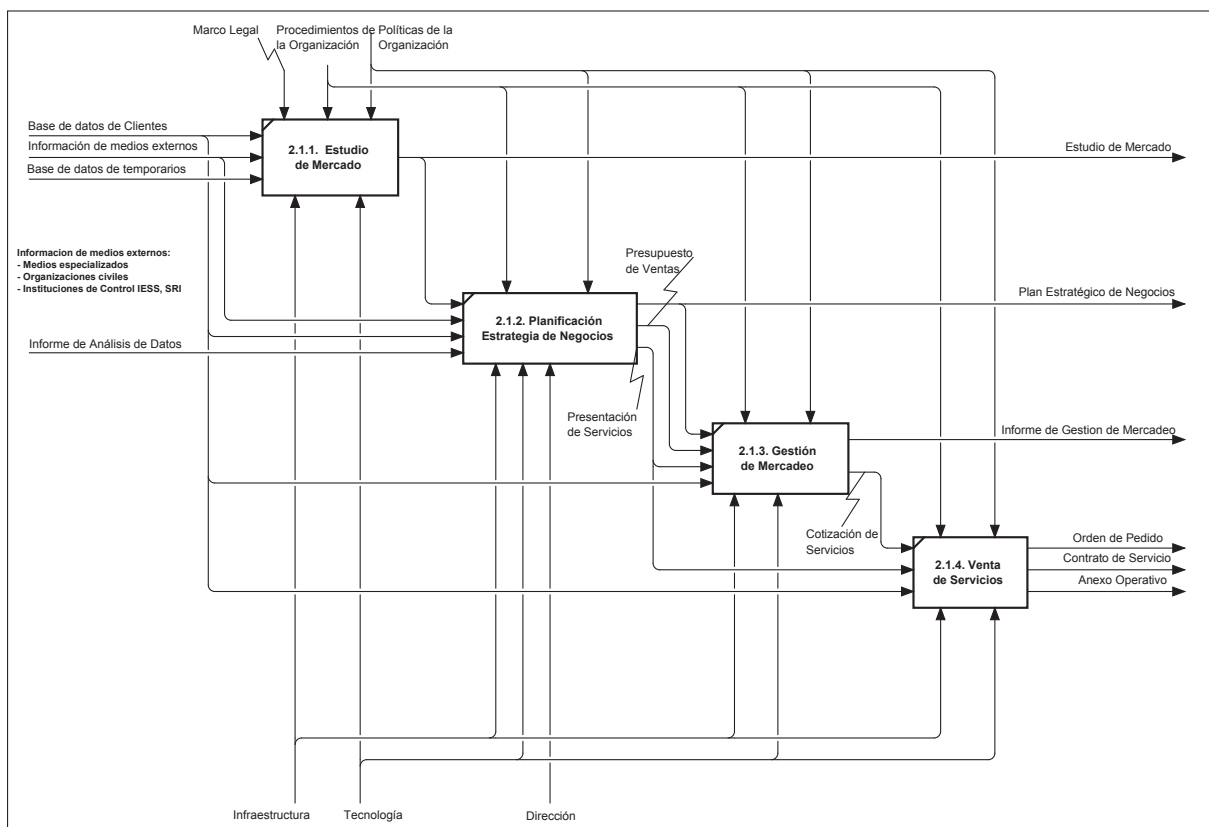 Marco Legal
Procedimientos de
la Organización
Políticas de la
Organización
Base de datos de Clientes
Información de medios externos
Base de datos de temporarios
2.1.1. Estudio
de Mercado
Estudio de Mercado
Informacion de medios externos:
- Medios especializados
- Organizaciones civiles
- Instituciones de Control IESS, SRI
Presupuesto
de Ventas
Plan Estratégico de Negocios
2.1.2. Planificación
Estrategia de Negocios
Informe de Análisis de Datos
Presentación
de Servicios
2.1.3. Gestión
de Mercadeo
Informe de Gestion de Mercadeo
Cotización de
Servicios
2.1.4. Venta
de Servicios
Orden de Pedido
Contrato de Servicio
Anexo Operativo
Infraestructura
Tecnología
Dirección